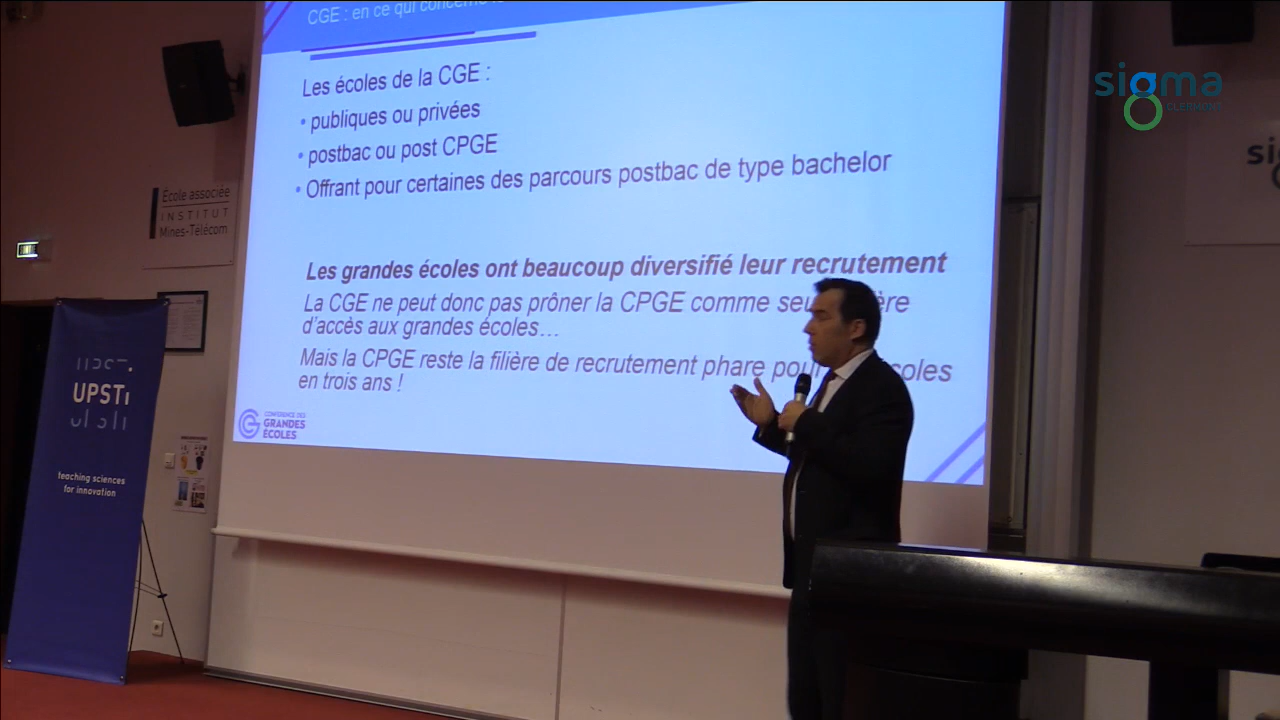 CGE : en ce qui concerne
Les écoles de la CGE :
• publiques ou privées
• postbac ou post CPGE
• Offrant pour certaines des parcours postbac de type bachelor
Les grandes écoles ont beaucoup diversifié leur recrutement
La CGE ne peut donc pas prôner la CPGE comme
d'accès aux grandes écoles…
Mais la CPGE reste la filière de recrutement phare
en trois ans !
CONFÉRENCE DES
GRANDES
ÉCOLES
sigma
CLERMONT
École associée
INSTITUT
Mines-Télécom
SORTIE
UPSTI
teaching sciences
for innovation